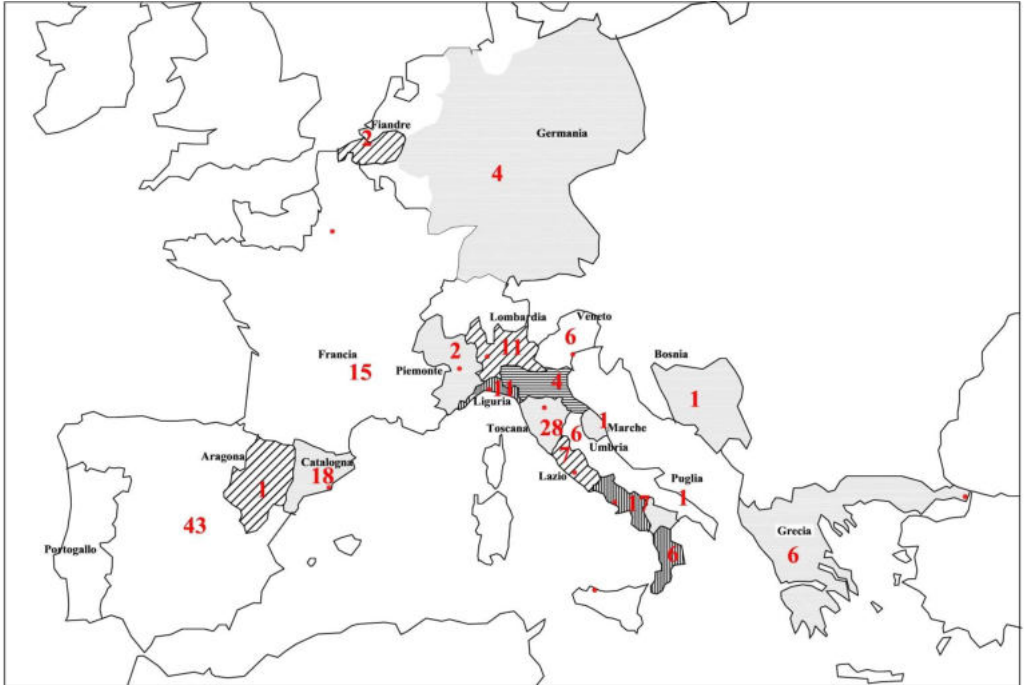 Fiandre
2
Germania
4
Lombardia
Veneto
6
11
2
Francia
15
Piemonte
Bosnia
1
4
11
Liguria
Toscana
28
1
Marche
6
Umbria
7
Lazio
Aragona
1
Catalogna
18
Puglia
1
17
43
Portogallo
6
Grecia
6